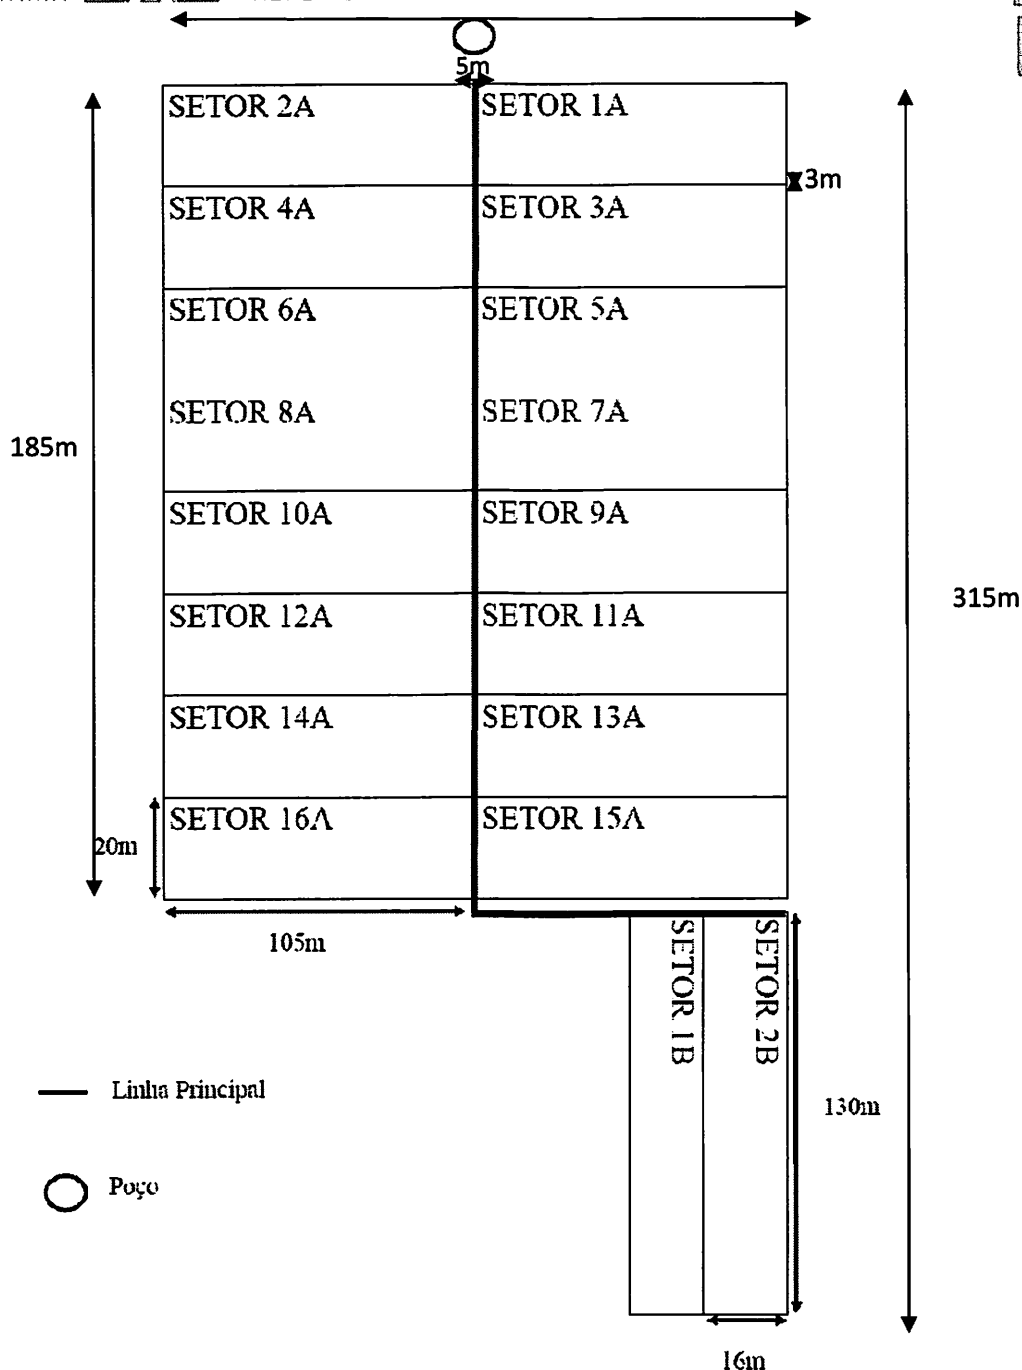 5m
SETOR 2A
SETOR 1A
3m
SETOR 4A
SETOR 3A
SETOR 6A
SETOR 5A
SETOR 8A
SETOR 7A
185m
SETOR 10A
SETOR 9A
315m
SETOR 12A
SETOR 11A
SETOR 14A
SETOR 13A
SETOR 16A
SETOR 15A
20m
105m
SETOR 1B
SETOR 2B
Linha Principal
130m
Poço
16m